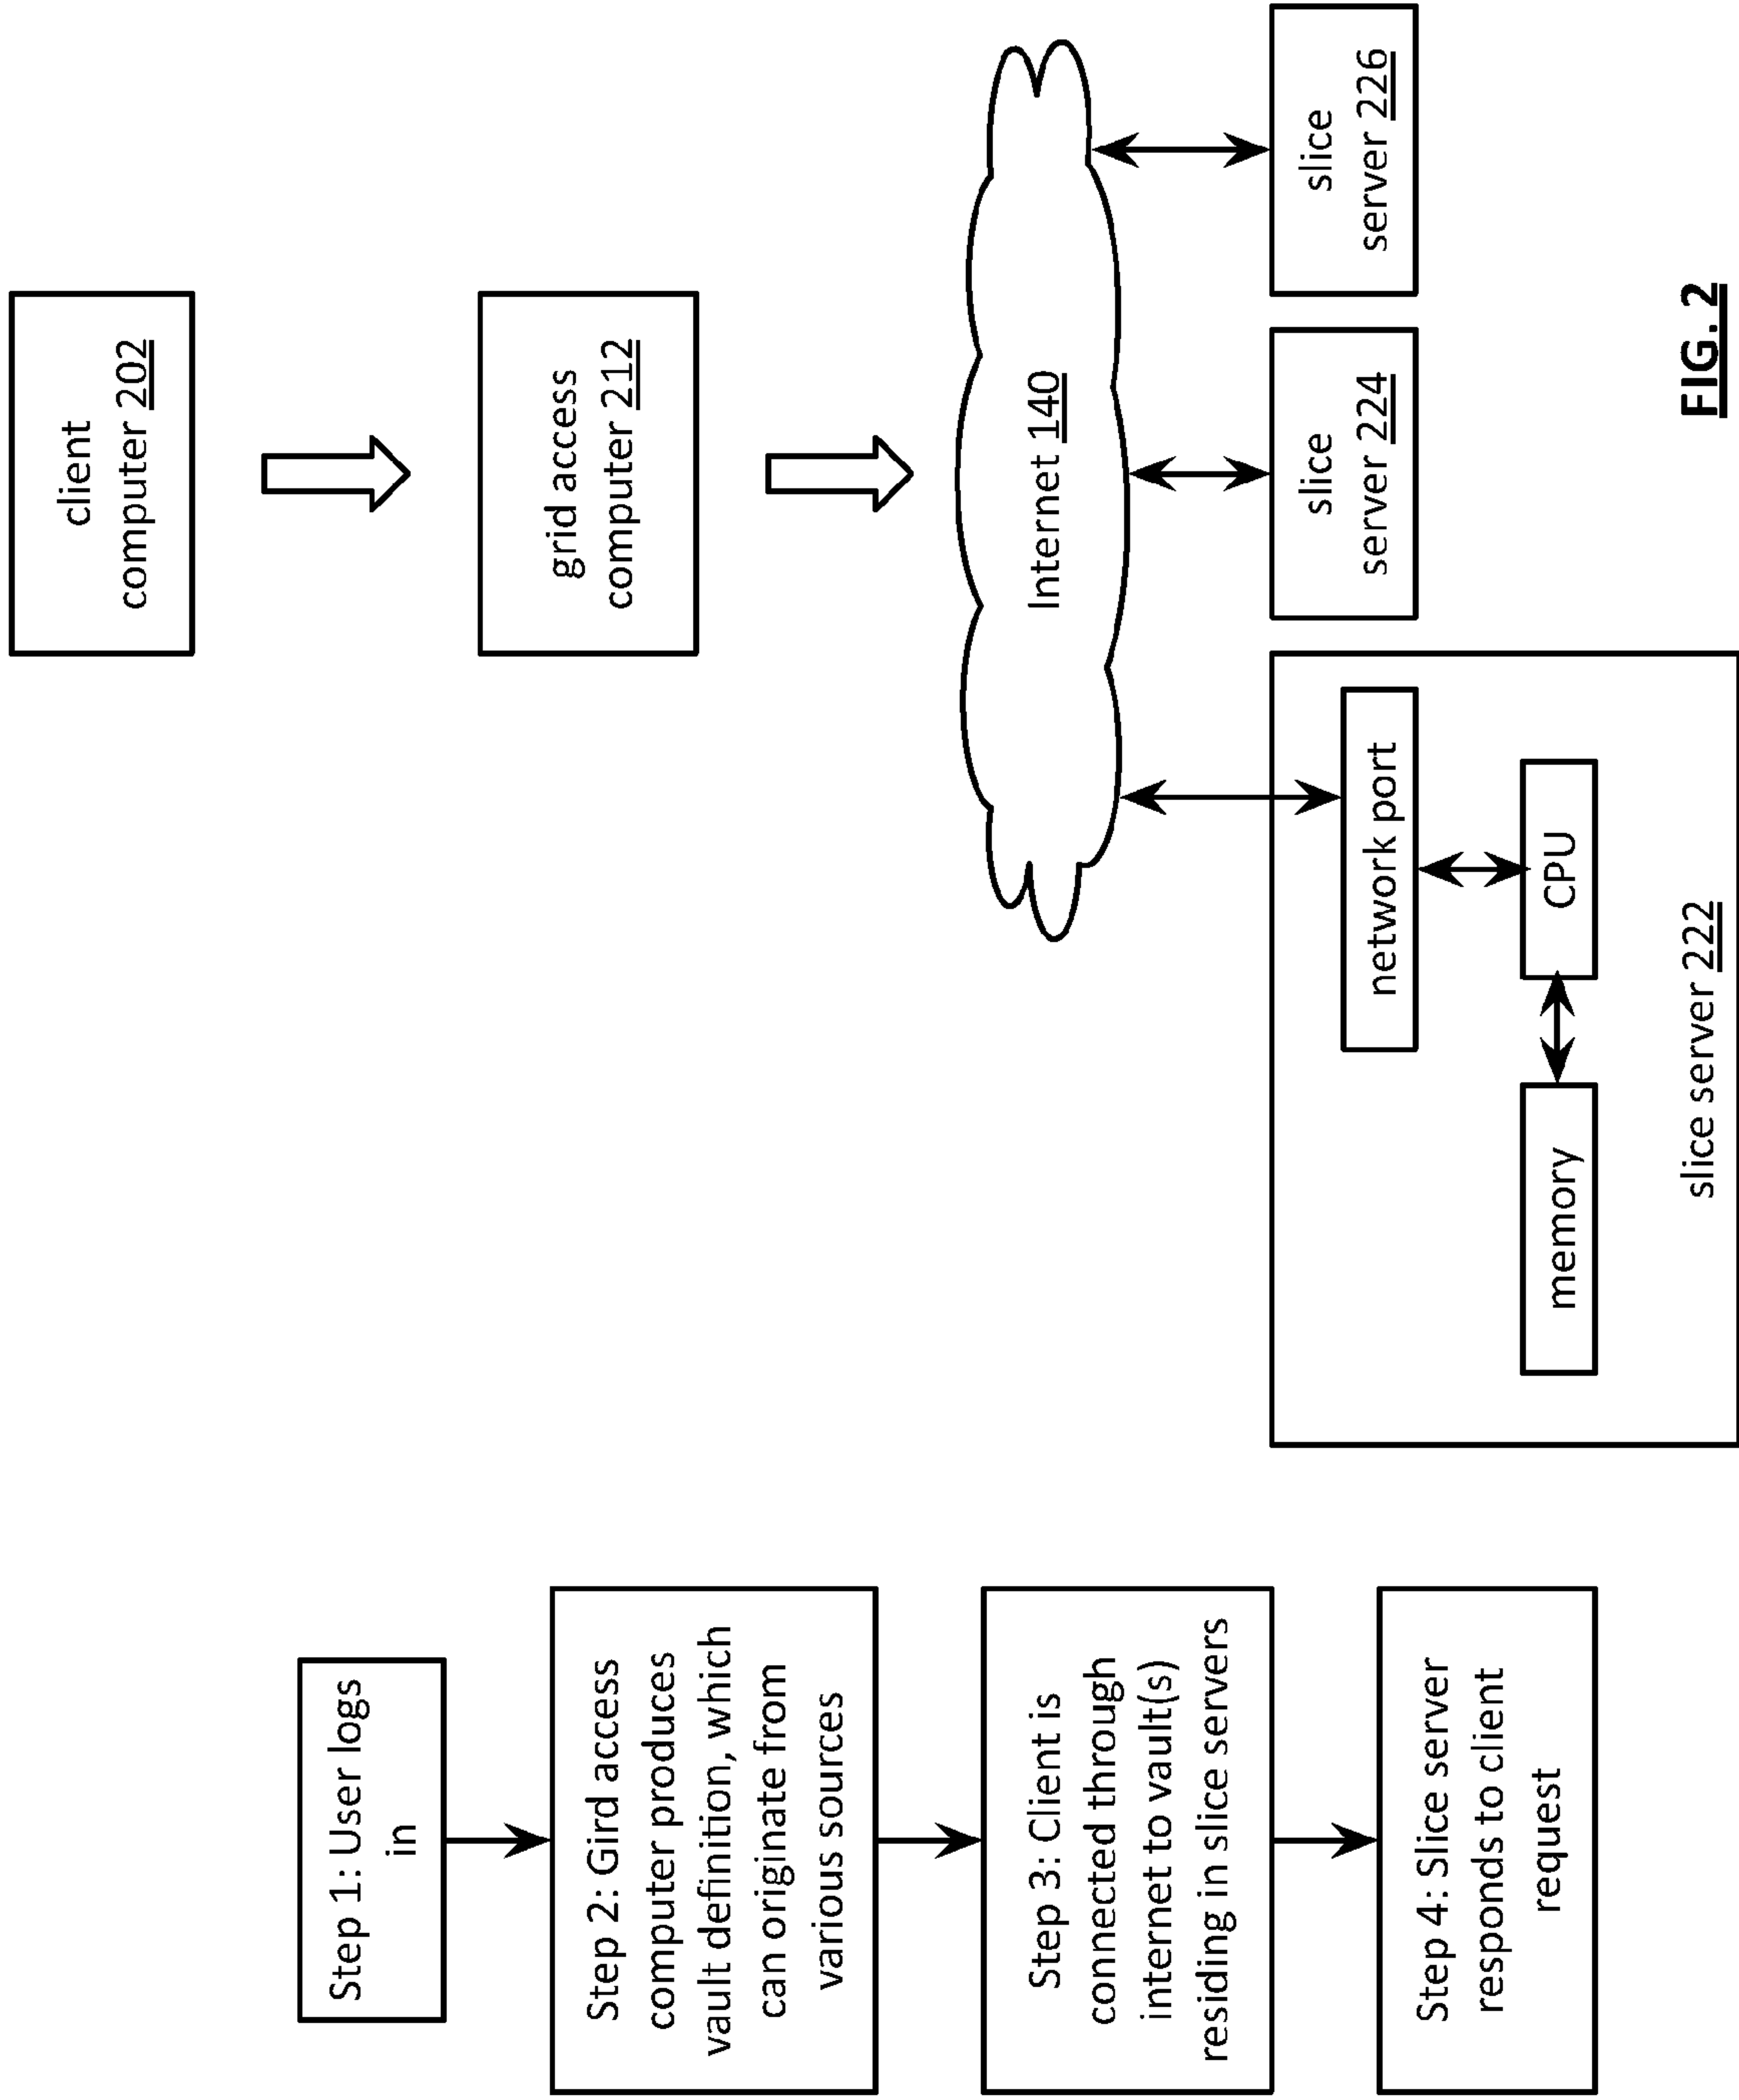 Step 1: User logs
in
Step 2: Gird access
computer produces
vault definition, which
can originate from
various sources
Step 3: Client is
connected through
internet to vault(s)
residing in slice servers
Step 4: Slice server
responds to client
request
client
computer 202
grid access
computer 212
Internet 140
network port
CPU
memory
slice server 222
slice
server 224
slice
server 226
FIG. 2